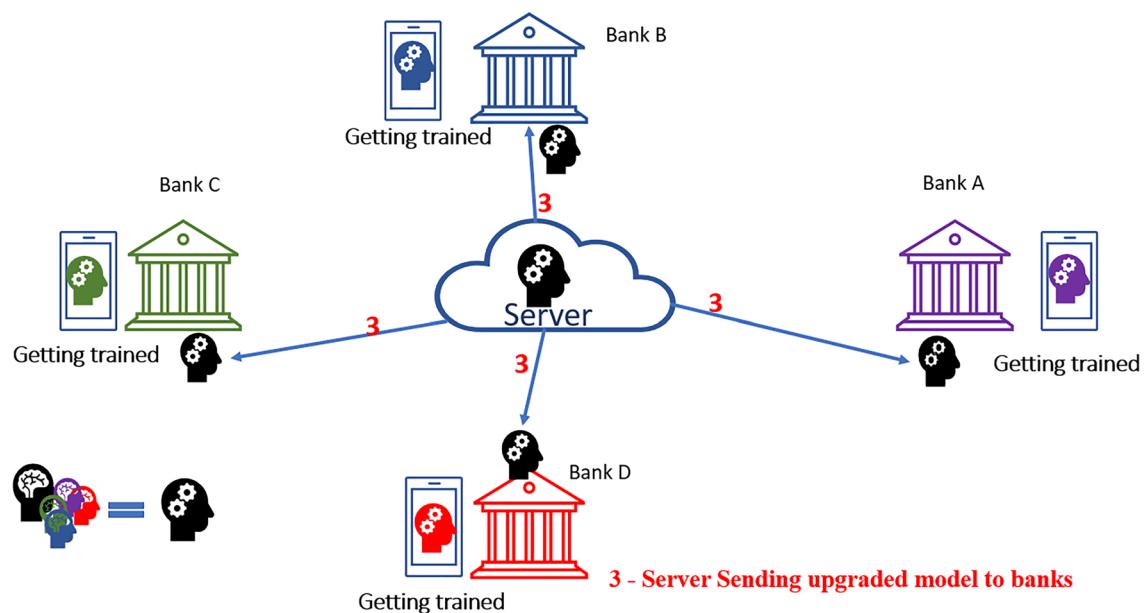 Bank B
Getting trained
Bank C
Bank A
3
Server
3
3
3
Getting trained
Getting trained
Bank D
3 - Server Sending upgraded model to banks
Getting trained